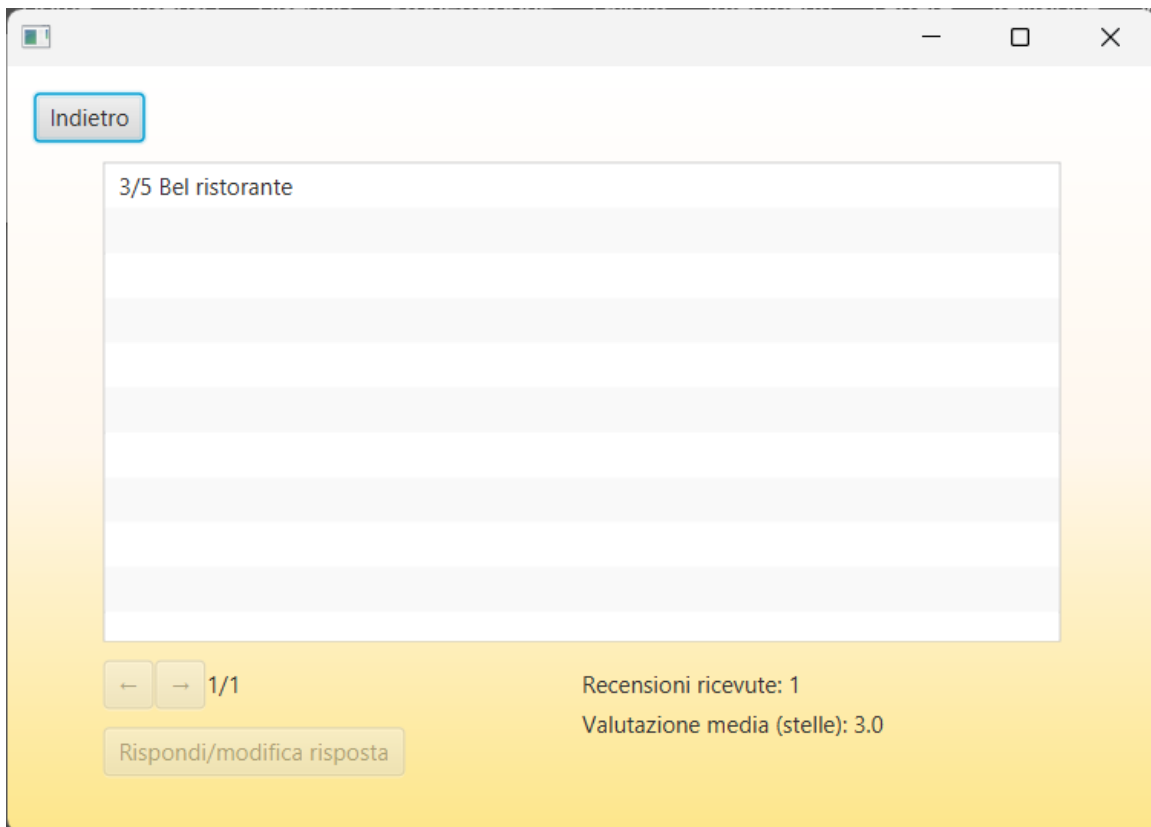 Indietro
3/5 Bel ristorante
← → 1/1
Recensioni ricevute: 1
Valutazione media (stelle): 3.0
Rispondi/modifica risposta